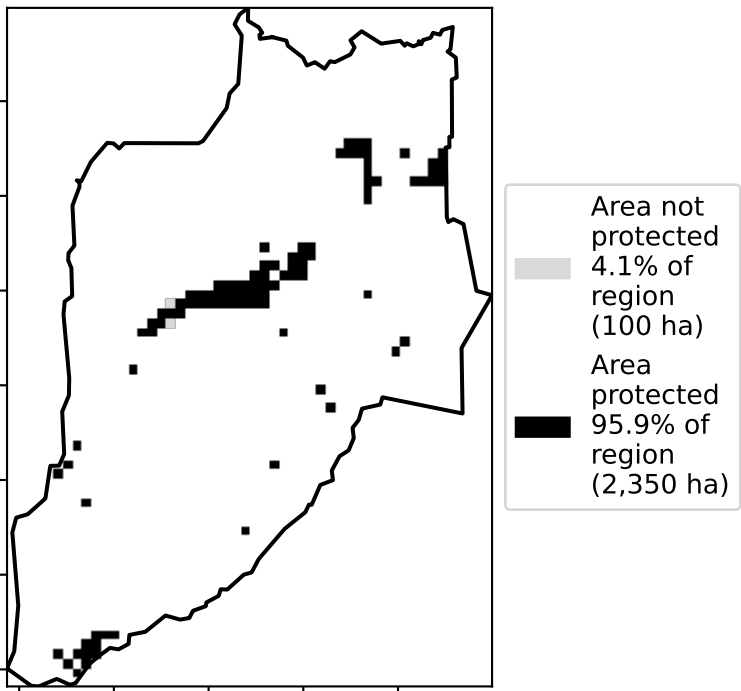 Area not
protected
4.1% of
region
(100 ha)
Area
protected
95.9% of
region
(2,350 ha)